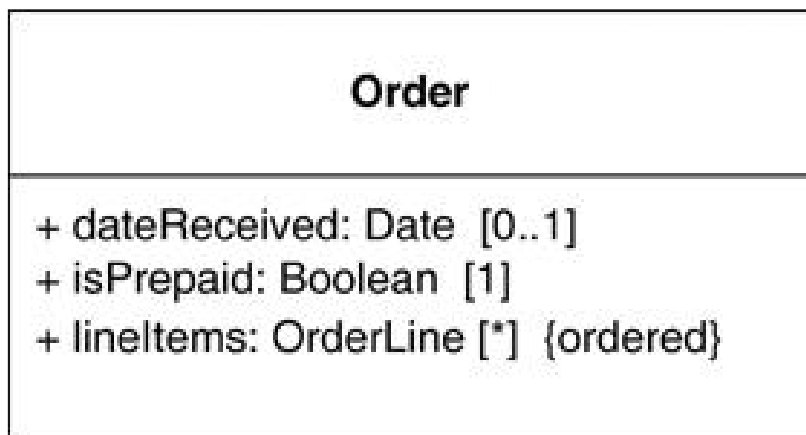 Order
+ dateReceived: Date [0..1]
+ isPrepaid: Boolean [1]
+ lineItems: OrderLine [*] {ordered}